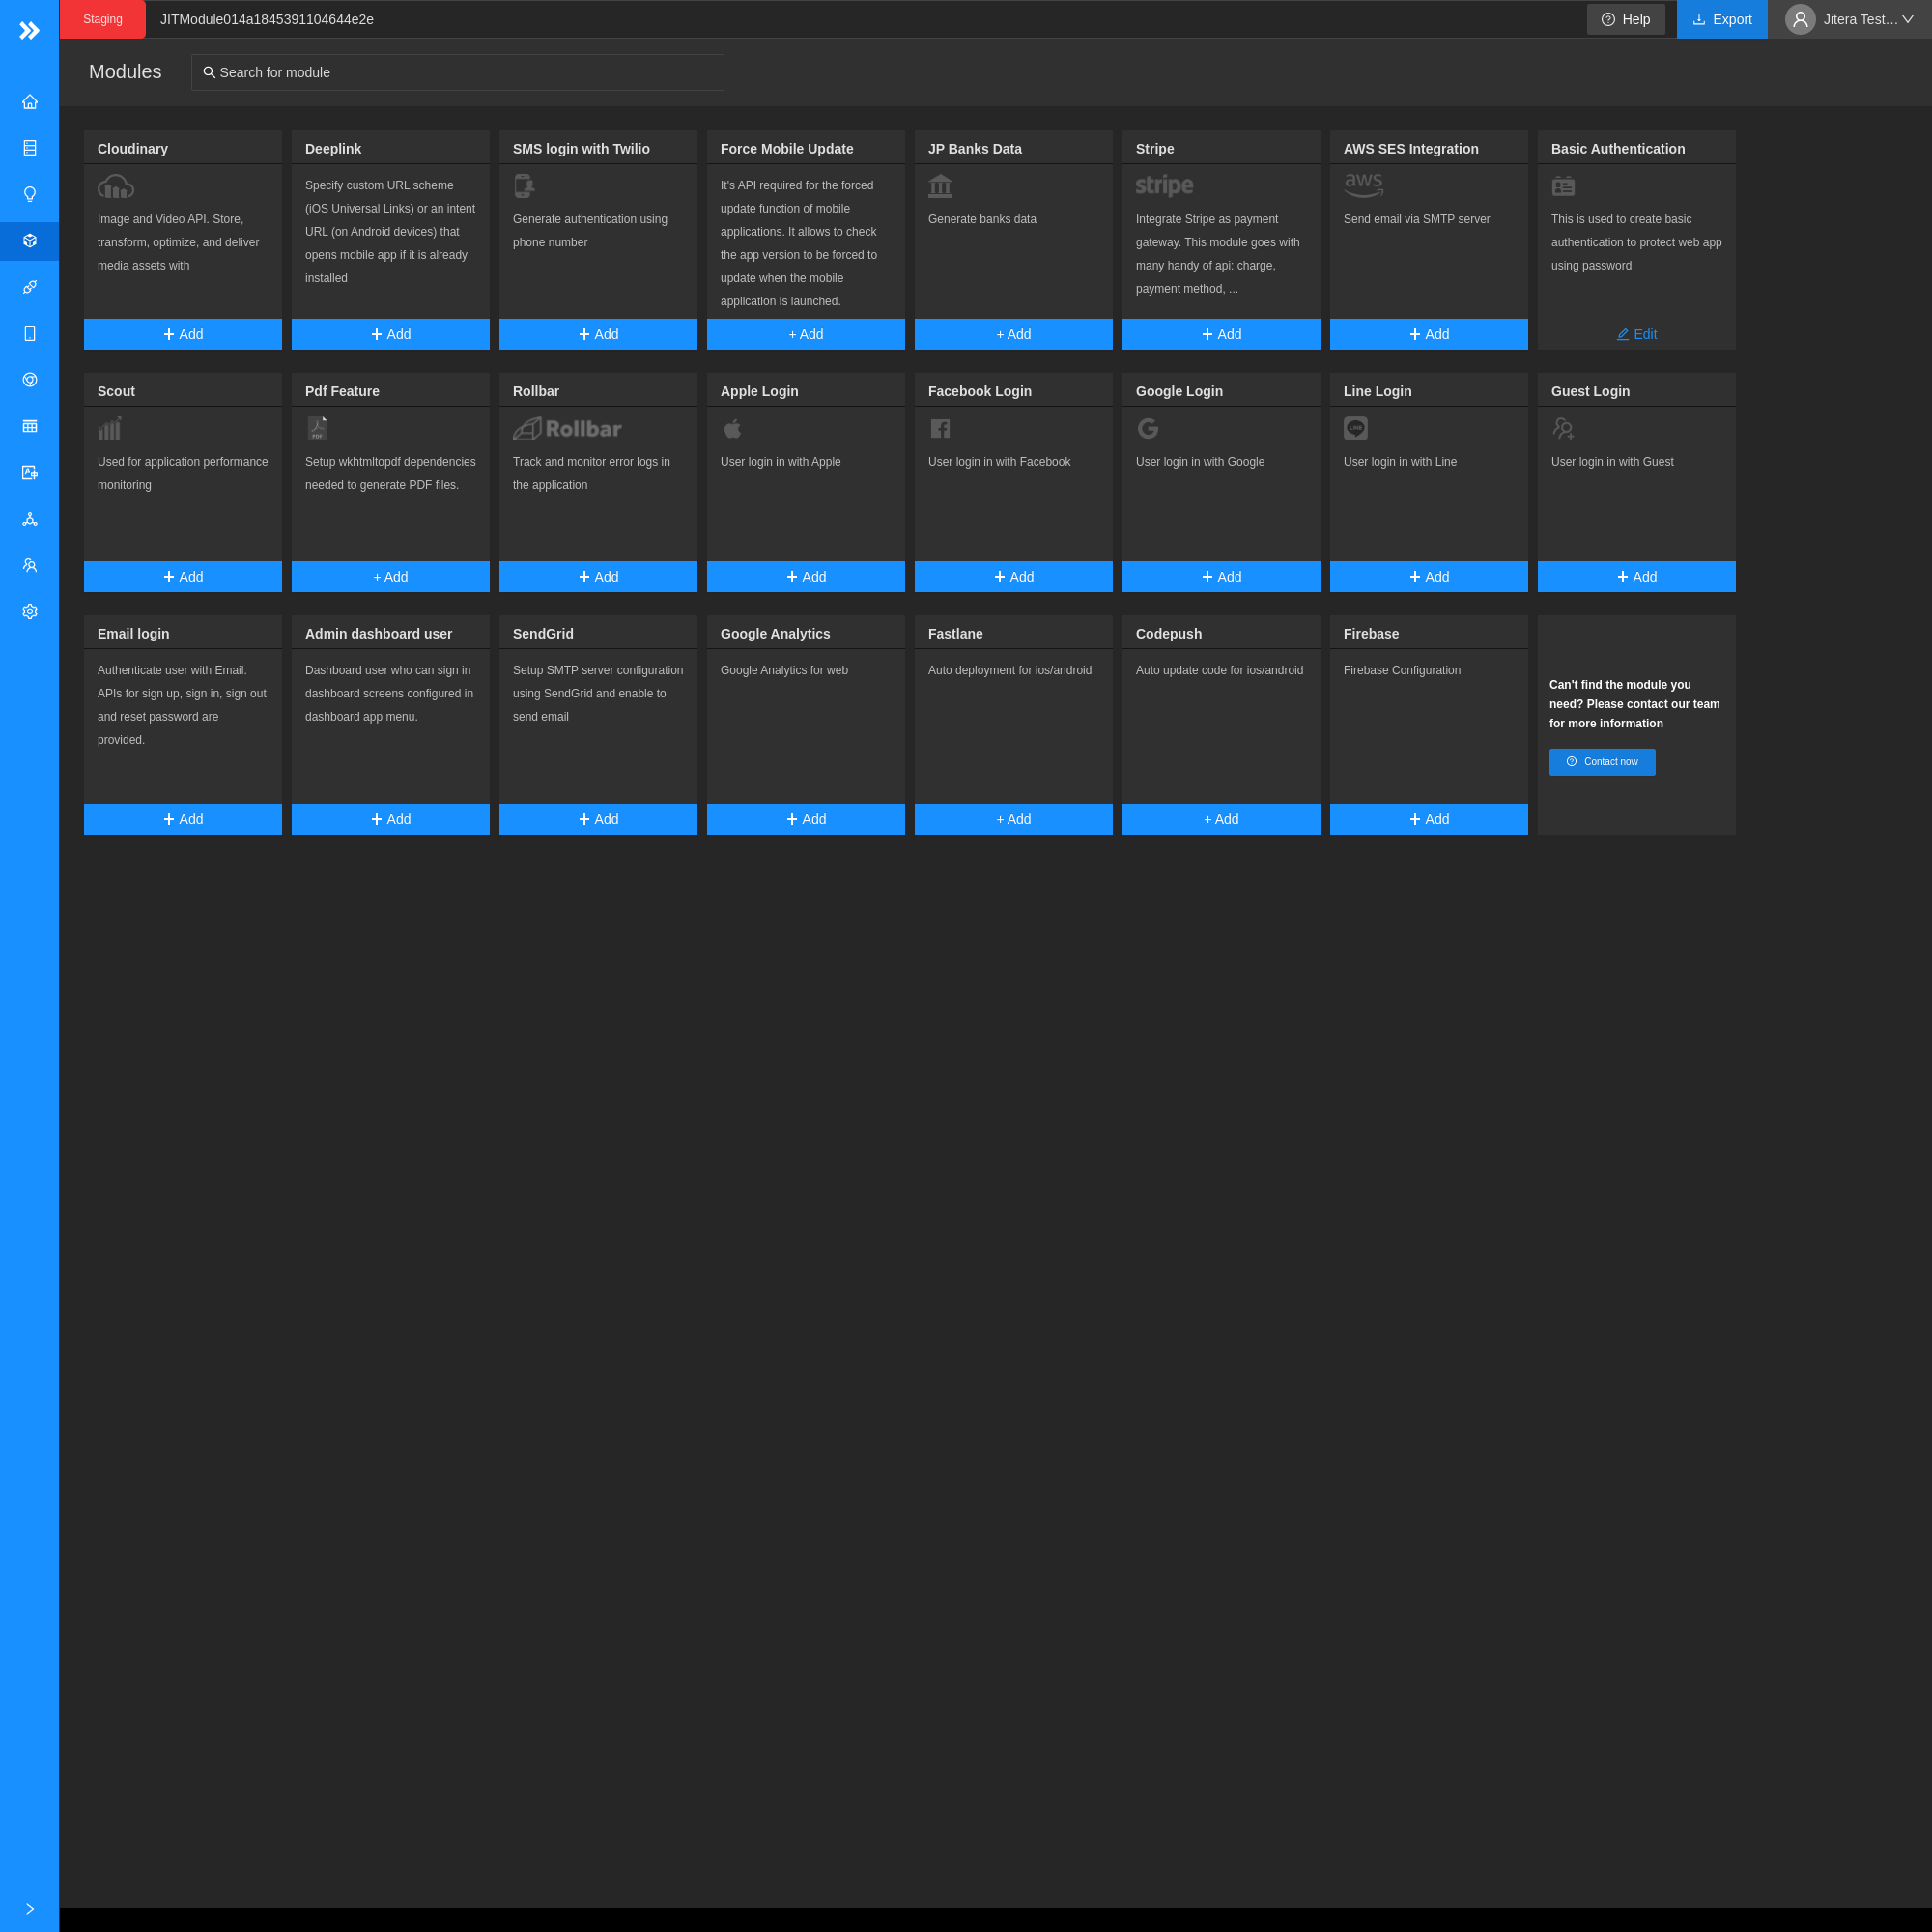 Staging
JITModule014a1845391104644e2e
Help
Export
Jitera Test…
Modules
Search for module
Cloudinary
Image and Video API. Store,
transform, optimize, and deliver
media assets with
+ Add
Deeplink
Specify custom URL scheme
(iOS Universal Links) or an intent
URL (on Android devices) that
opens mobile app if it is already
installed
+ Add
SMS login with Twilio
Generate authentication using
phone number
+ Add
Force Mobile Update
It's API required for the forced
update function of mobile
applications. It allows to check
the app version to be forced to
update when the mobile
application is launched.
+ Add
JP Banks Data
Generate banks data
+ Add
Stripe
stripe
Integrate Stripe as payment
gateway. This module goes with
many handy of api: charge,
payment method, ...
+ Add
AWS SES Integration
aws
Send email via SMTP server
+ Add
Basic Authentication
This is used to create basic
authentication to protect web app
using password
Edit
Scout
Used for application performance
monitoring
+ Add
Pdf Feature
PDF
Setup wkhtmltopdf dependencies
needed to generate PDF files.
+ Add
Rollbar
Rollbar
Track and monitor error logs in
the application
+ Add
Apple Login
User login in with Apple
+ Add
Facebook Login
User login in with Facebook
+ Add
Google Login
User login in with Google
+ Add
Line Login
LINE
User login in with Line
+ Add
Guest Login
User login in with Guest
+ Add
Email login
Authenticate user with Email.
APIs for sign up, sign in, sign out
and reset password are
provided.
+ Add
Admin dashboard user
Dashboard user who can sign in
dashboard screens configured in
dashboard app menu.
+ Add
SendGrid
Setup SMTP server configuration
using SendGrid and enable to
send email
+ Add
Google Analytics
Google Analytics for web
+ Add
Fastlane
Auto deployment for ios/android
+ Add
Codepush
Auto update code for ios/android
+ Add
Firebase
Firebase Configuration
+ Add
Can't find the module you
need? Please contact our team
for more information
Contact now